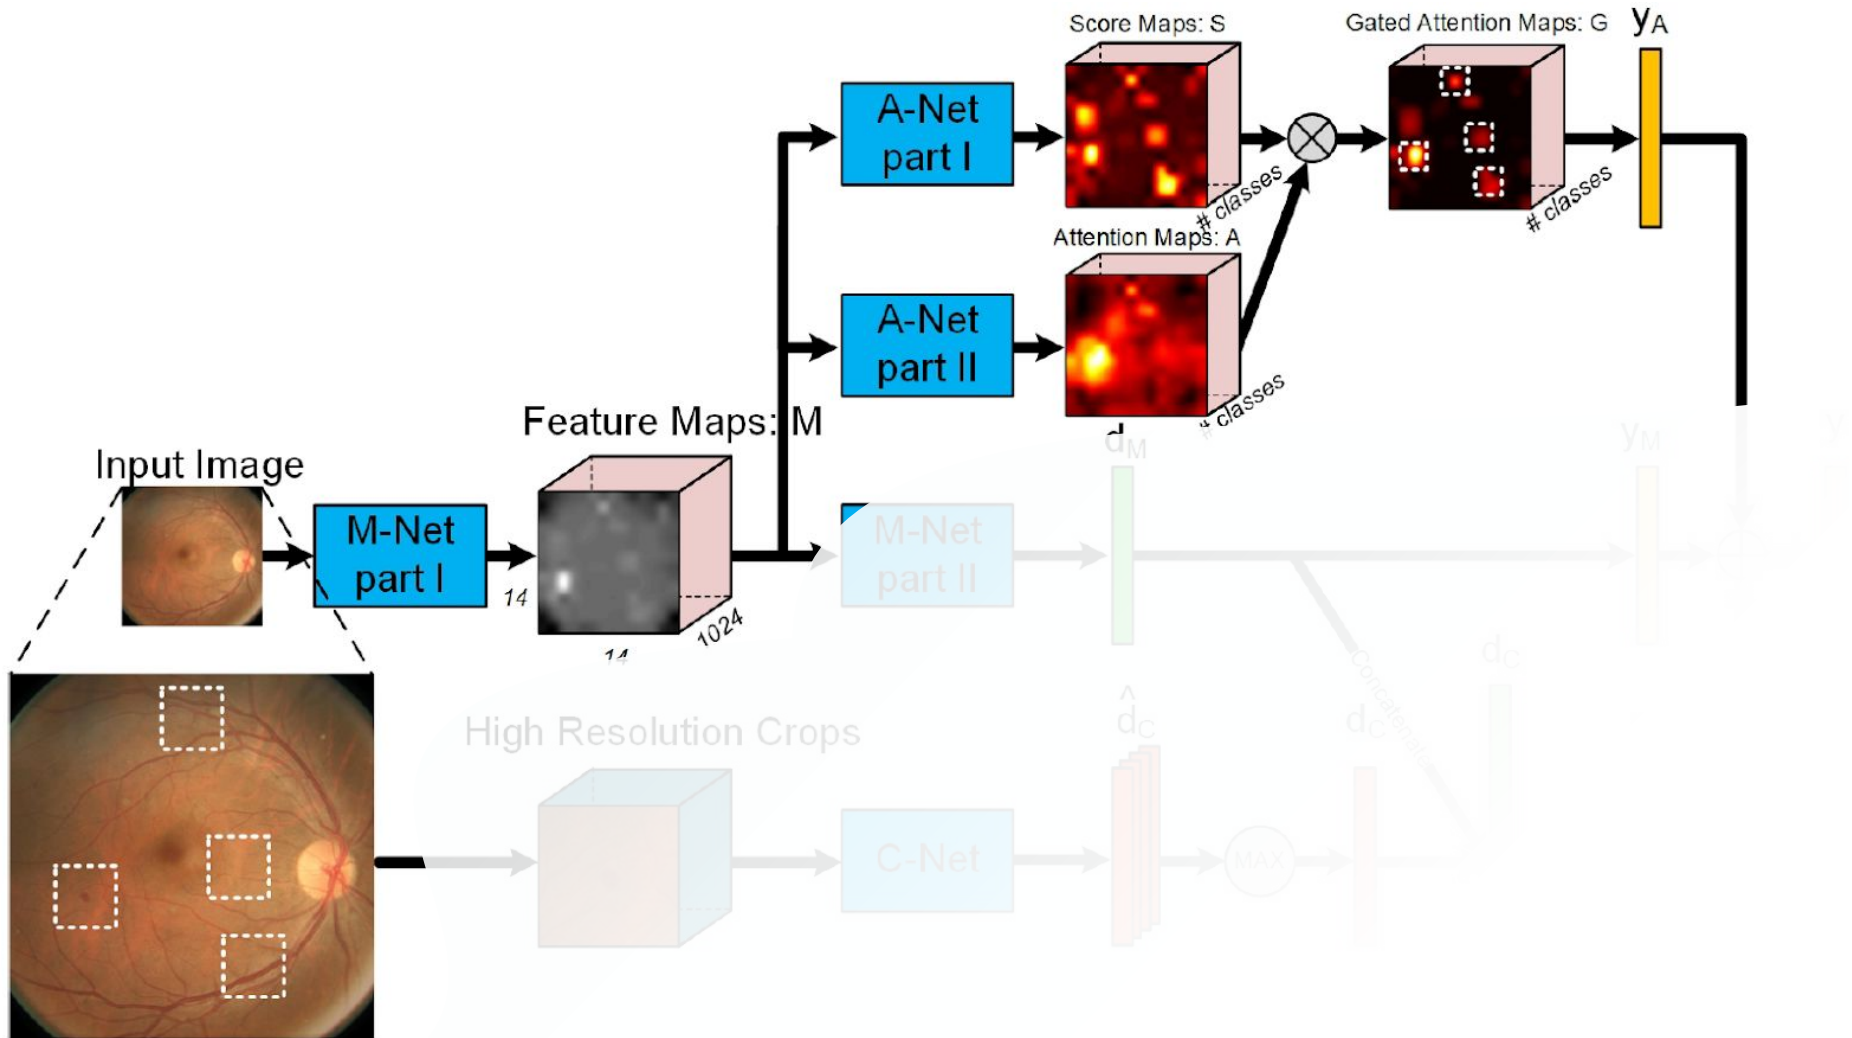 Score Maps: S
Gated Attention Maps: G
yA
A-Net
part I
# classes
# classes
Attention Maps: A
A-Net
part II
# classes
Feature Maps: M
dM
yM
y
Input Image
M-Net
part I
14
1024
14
M-Net
part II
Concatenate
dC
High Resolution Crops
d̂C
dC
C-Net
MAX